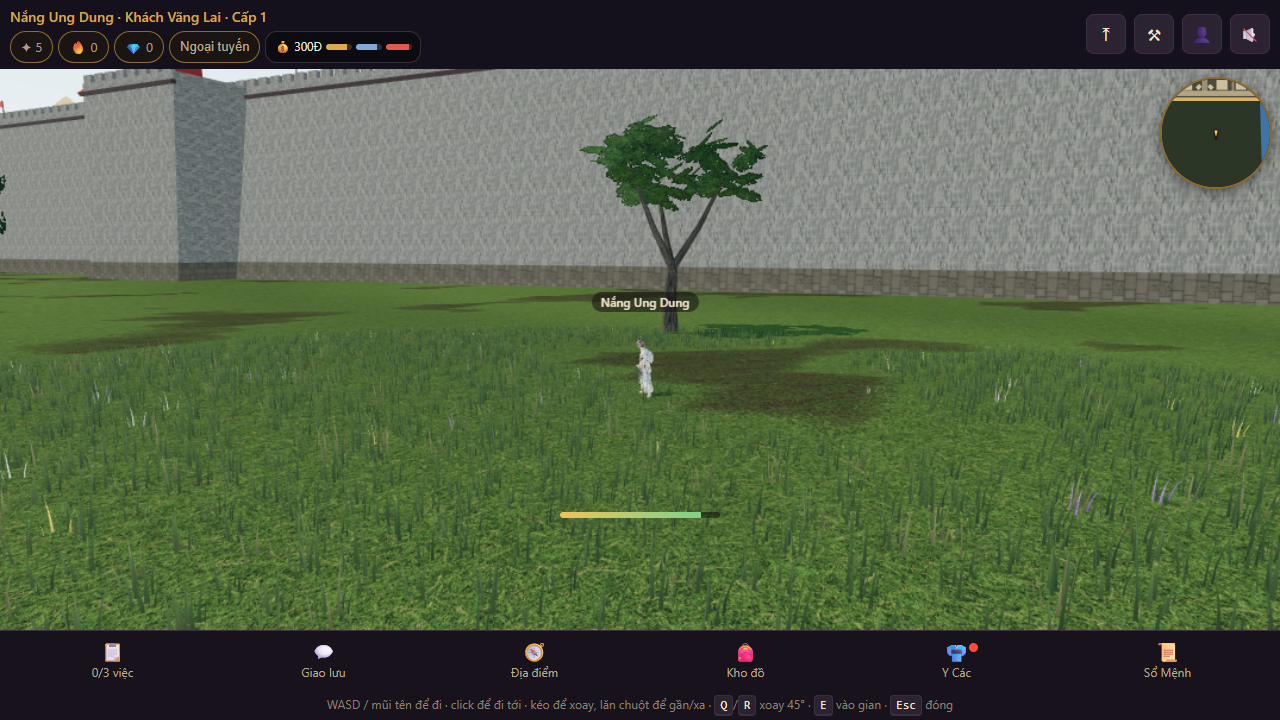 Nắng Ung Dung · Khách Vãng Lai · Cấp 1
5
0
0
Ngoại tuyến
300Đ
Nắng Ung Dung
0/3 việc
Giao lưu
Địa điểm
Kho đồ
Y Các
Sổ Mệnh
WASD / mũi tên để đi · click để đi tới · kéo để xoay, lăn chuột để gần/xa · Q / R xoay 45° · E vào gian · Esc đóng